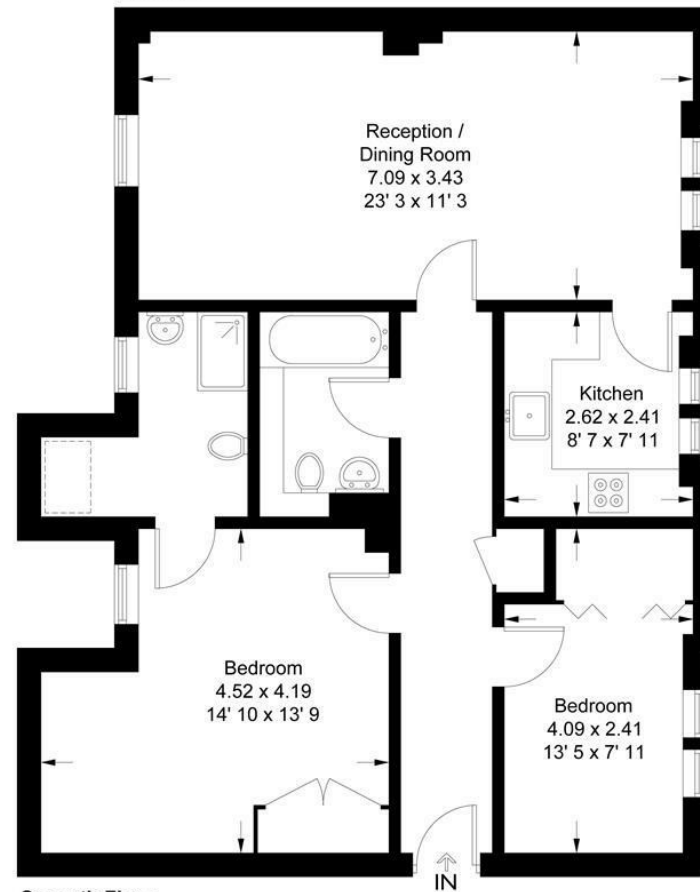 Reception /
Dining Room
7.09 x 3.43
23' 3 x 11' 3
Kitchen
2.62 x 2.41
8' 7 x 7' 11
Bedroom
4.52 x 4.19
14' 10 x 13' 9
Bedroom
4.09 x 2.41
13' 5 x 7' 11
IN